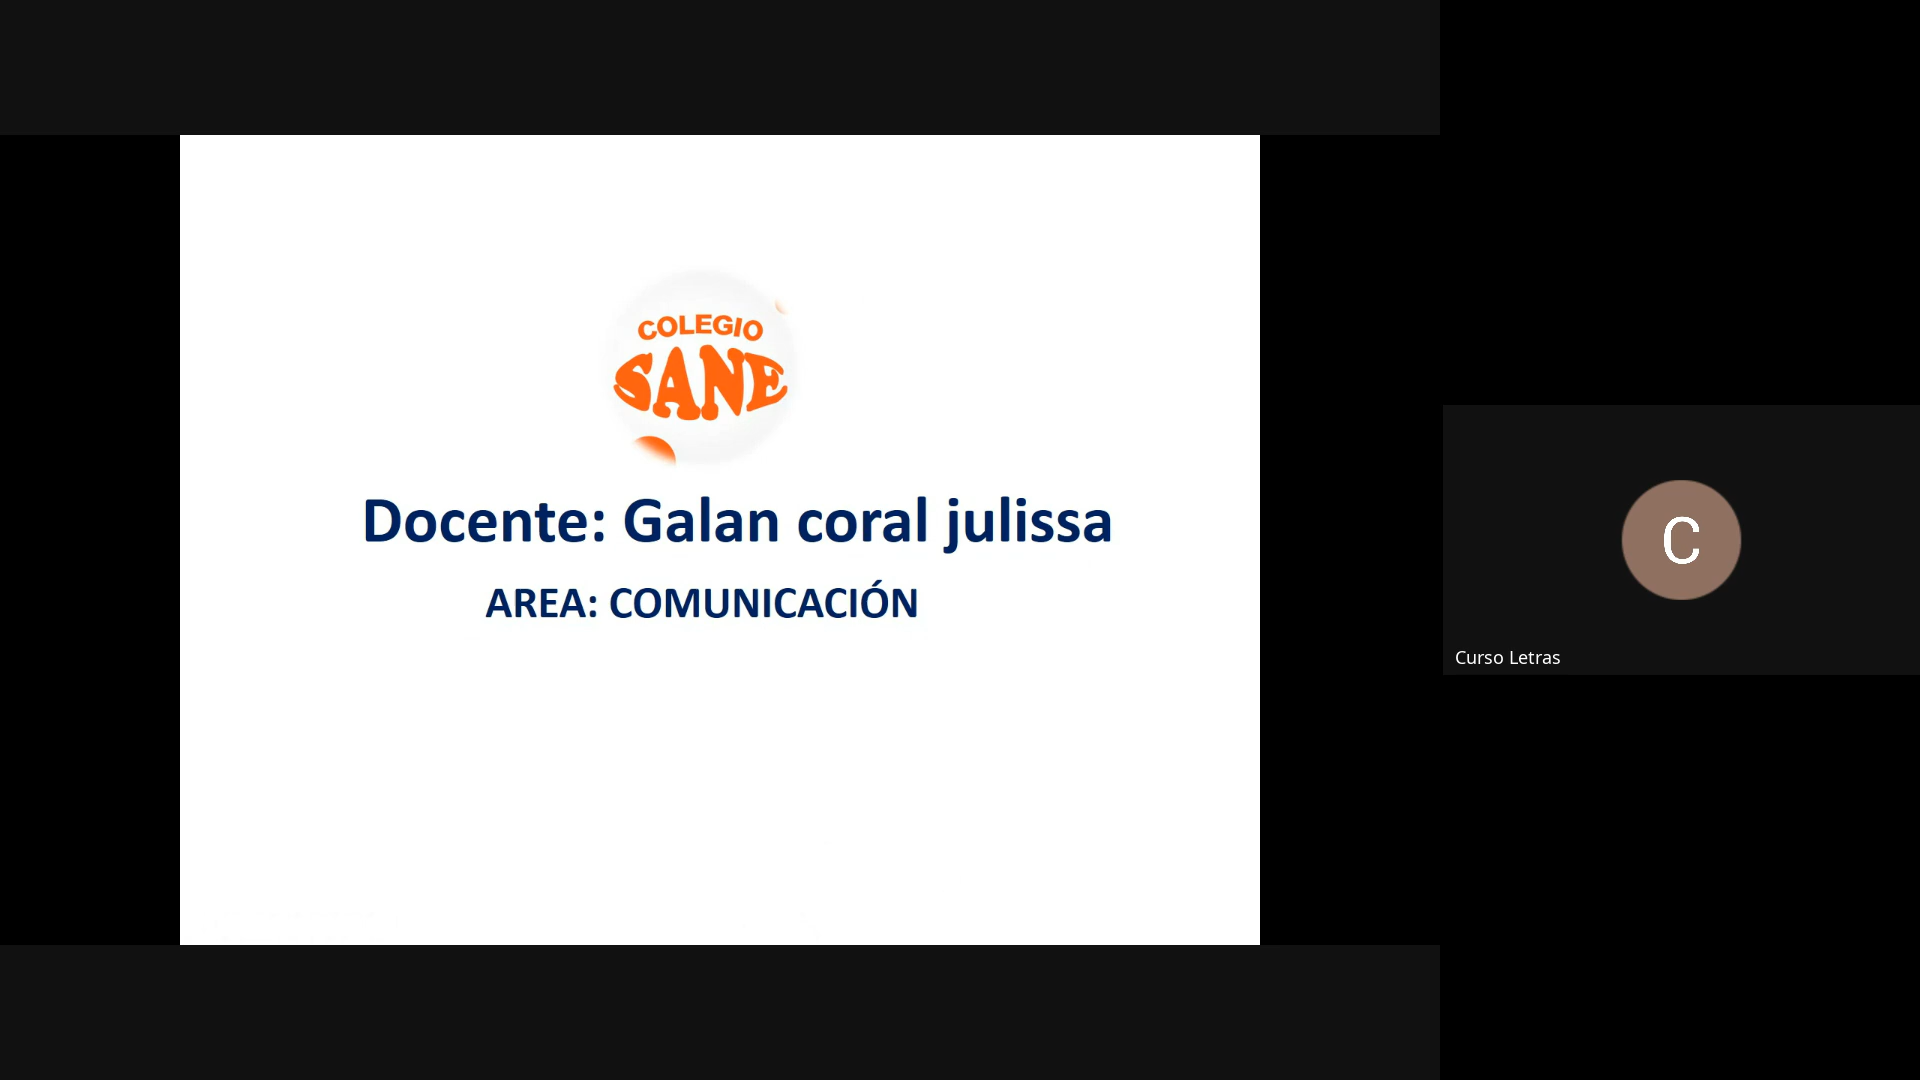 COLEGIO
SANE
Docente: Galan coral julissa
AREA: COMUNICACIÓN
C
Curso Letras